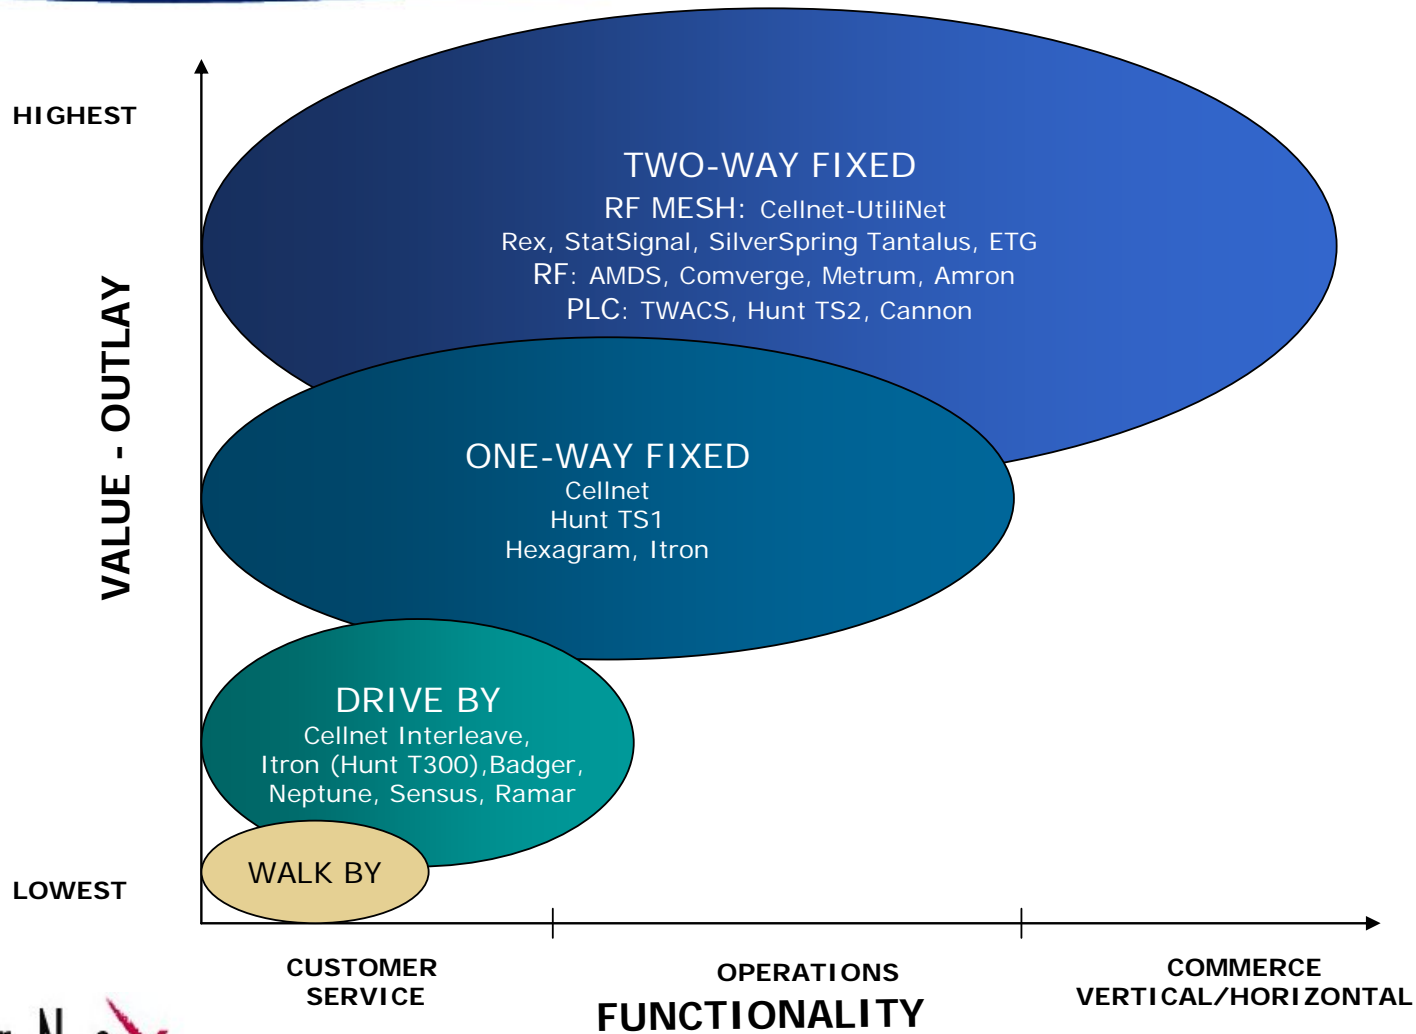 HIGHEST
TWO-WAY FIXED
RF MESH: Cellnet-UtiliNet
Rex, StatSignal, SilverSpring Tantalus, ETG
RF: AMDS, Comverge, Metrum, Amron
PLC: TWACS, Hunt TS2, Cannon
VALUE - OUTLAY
ONE-WAY FIXED
Cellnet
Hunt TS1
Hexagram, Itron
DRIVE BY
Cellnet Interleave,
Itron (Hunt T300),Badger,
Neptune, Sensus, Ramar
WALK BY
LOWEST
CUSTOMER
SERVICE
OPERATIONS
COMMERCE
VERTICAL/HORIZONTAL
FUNCTIONALITY